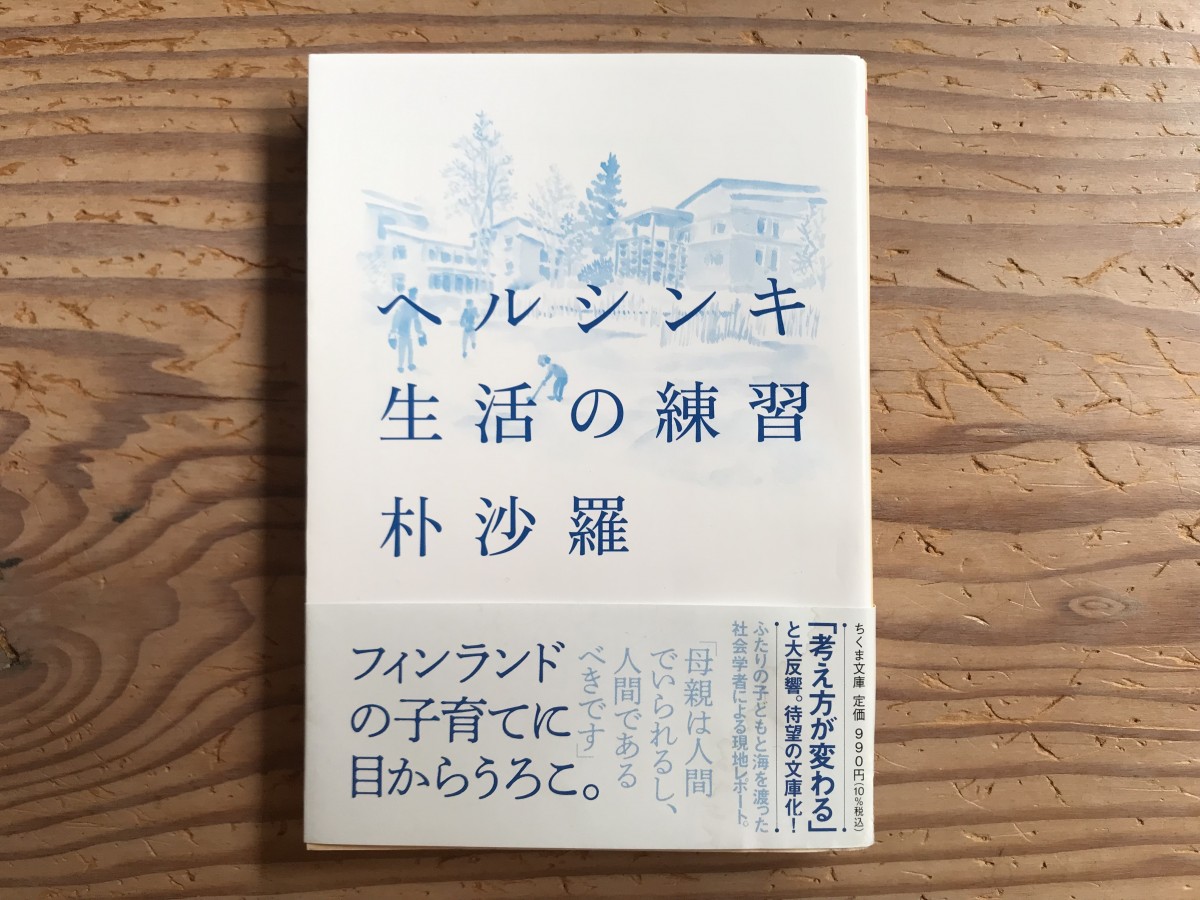 ヘルシンキ
生活の練習
朴沙羅
ちくま文庫 定価 990円(10%税込)
「考え方が変わる」
と大反響。待望の文庫化!
ふたりの子どもと海を渡った
社会学者による現地レポート。
「母親は人間
でいられるし、
人間である
べきです」
フィンランド
の子育てに
目からうろこ。